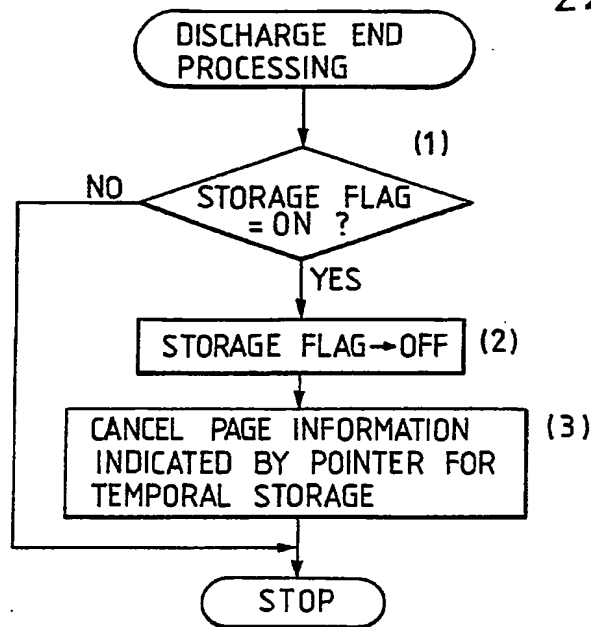 DISCHARGE END
PROCESSING
(1)
NO
STORAGE FLAG
=ON ?
YES
STORAGE FLAG→OFF
(2)
CANCEL PAGE INFORMATION
INDICATED BY POINTER FOR
TEMPORAL STORAGE
(3)
STOP